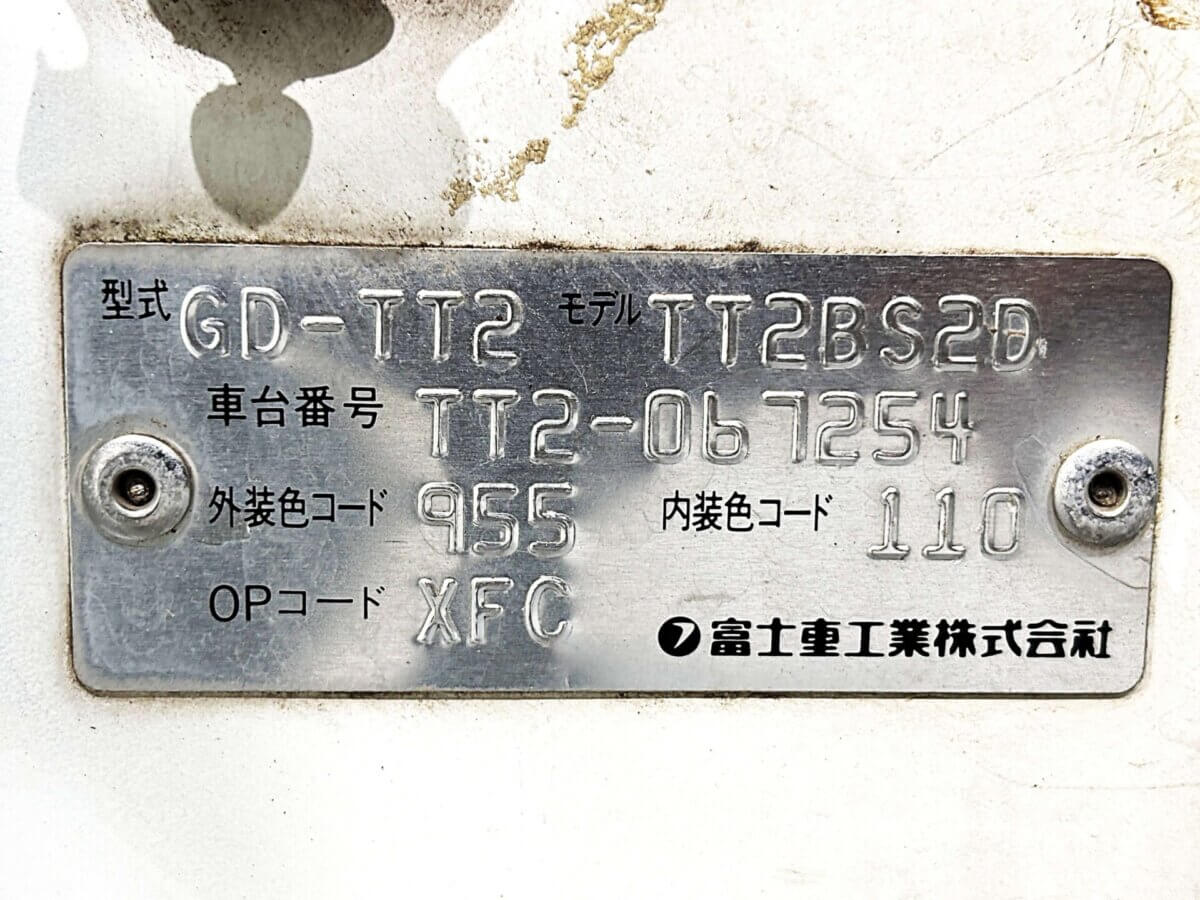 型式 GD-TT2 モデル TT2BS2D
車台番号 TT2-067254
外装色コード 955 内装色コード 110
OPコード XFC
フ 富士重工業株式会社